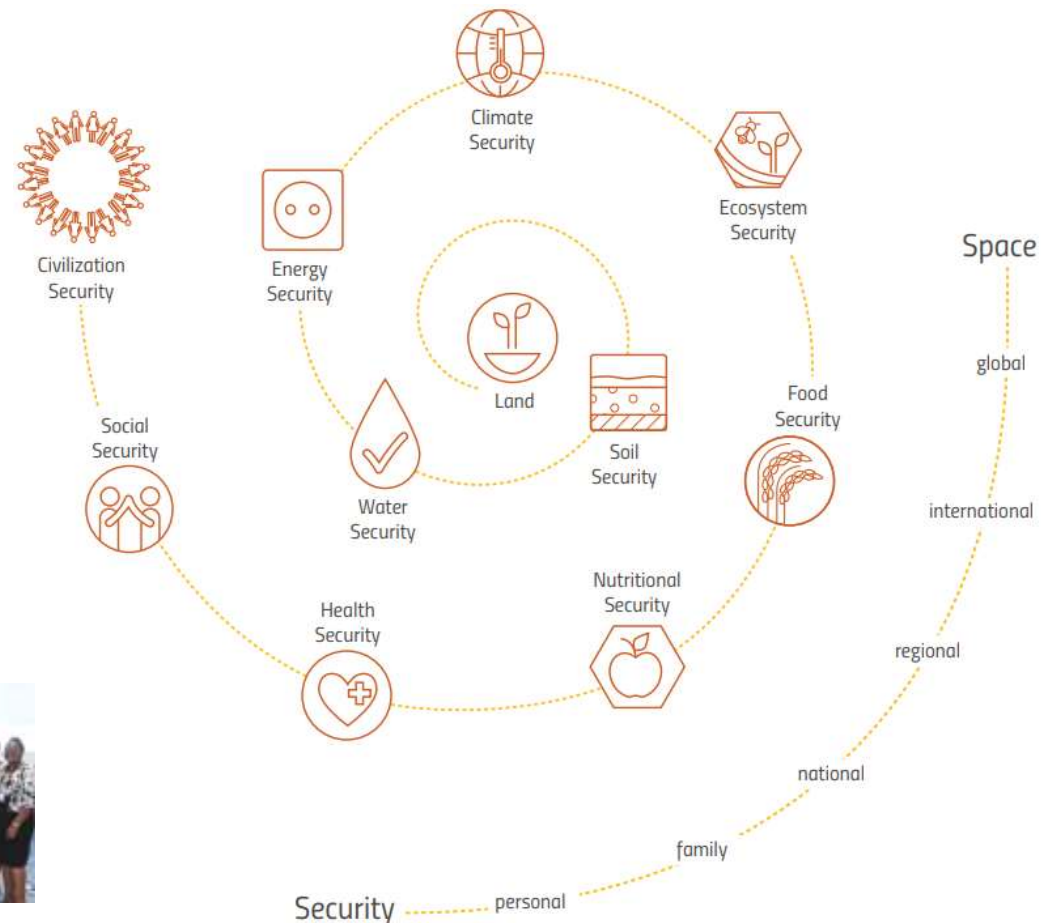 Climate
Security
Ecosystem
Security
Civilization
Security
Energy
Security
Space
global
Land
Food
Security
Social
Security
Soil
Security
Water
Security
international
Nutritional
Security
Health
Security
regional
national
family
personal
Security